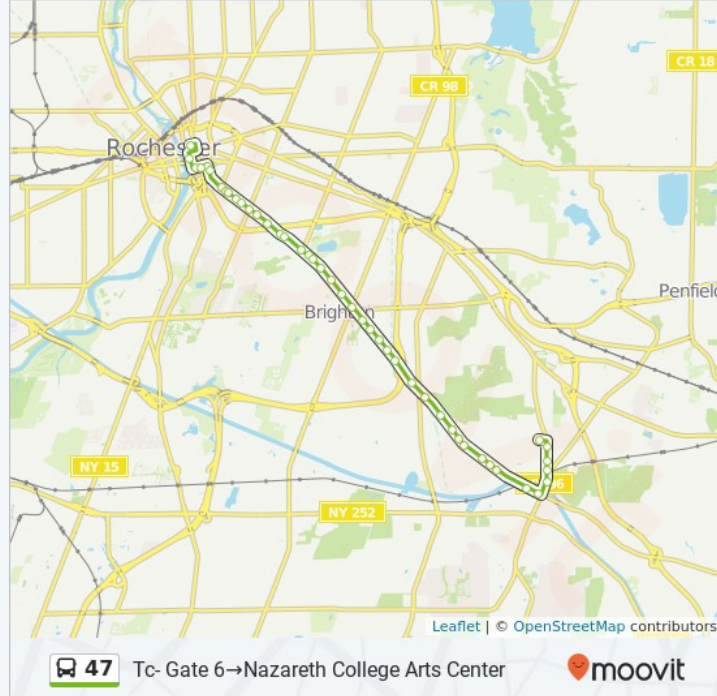 CR 18
CR 98
Rochester
Penfield
NY 15
NY 252
Leaflet | © OpenStreetMap contributors
47 Tc- Gate 6→Nazareth College Arts Center moovit